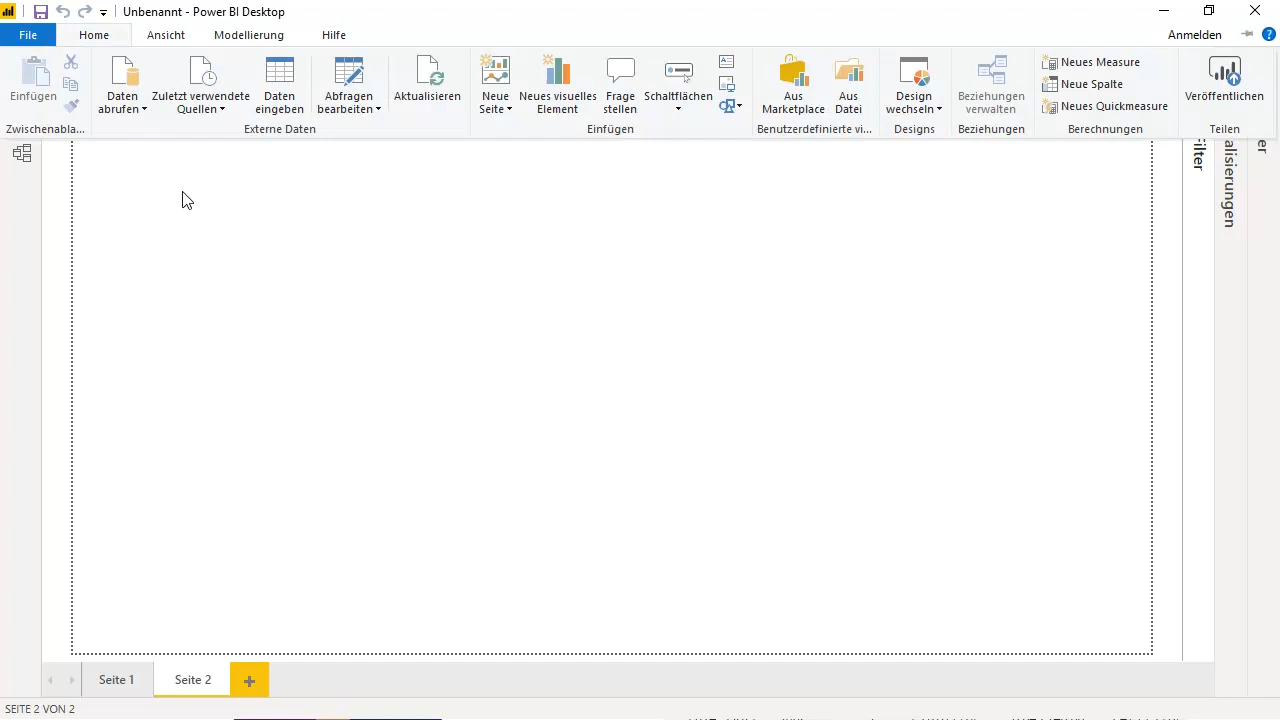 Unbenannt - Power BI Desktop
File Home Ansicht Modellierung Hilfe Anmelden
Einfügen
Zwischenabla...
Daten abrufen
Zuletzt verwendete Quellen
Daten eingeben
Abfragen bearbeiten
Aktualisieren
Externe Daten
Neue Seite
Neues visuelles Element
Frage stellen
Schaltflächen
Einfügen
Aus Marketplace
Aus Datei
Benutzerdefinierte vi...
Design wechseln
Designs
Beziehungen verwalten
Beziehungen
Neues Measure
Neue Spalte
Neues Quickmeasure
Berechnungen
Veröffentlichen
Teilen
Seite 1 Seite 2
SEITE 2 VON 2